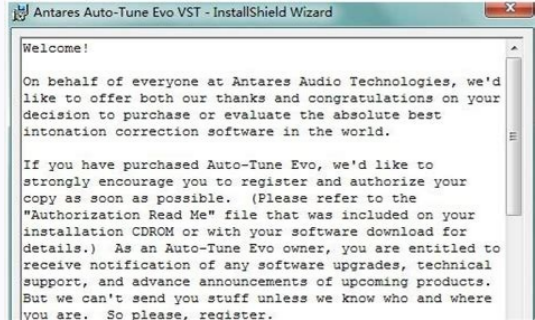 Antares Auto-Tune Evo VST - InstallShield Wizard
Welcome!
On behalf of everyone at Antares Audio Technologies, we'd
like to offer both our thanks and congratulations on your
decision to purchase or evaluate the absolute best
intonation correction software in the world.
If you have purchased Auto-Tune Evo, we'd like to
strongly encourage you to register and authorize your
copy as soon as possible.  (Please refer to the
"Authorization Read Me" file that was included on your
installation CDROM or with your software download for
details.)  As an Auto-Tune Evo owner, you are entitled to
receive notification of any software upgrades, technical
support, and advance announcements of upcoming products.
But we can't send you stuff unless we know who and where
you are.  So please, register.